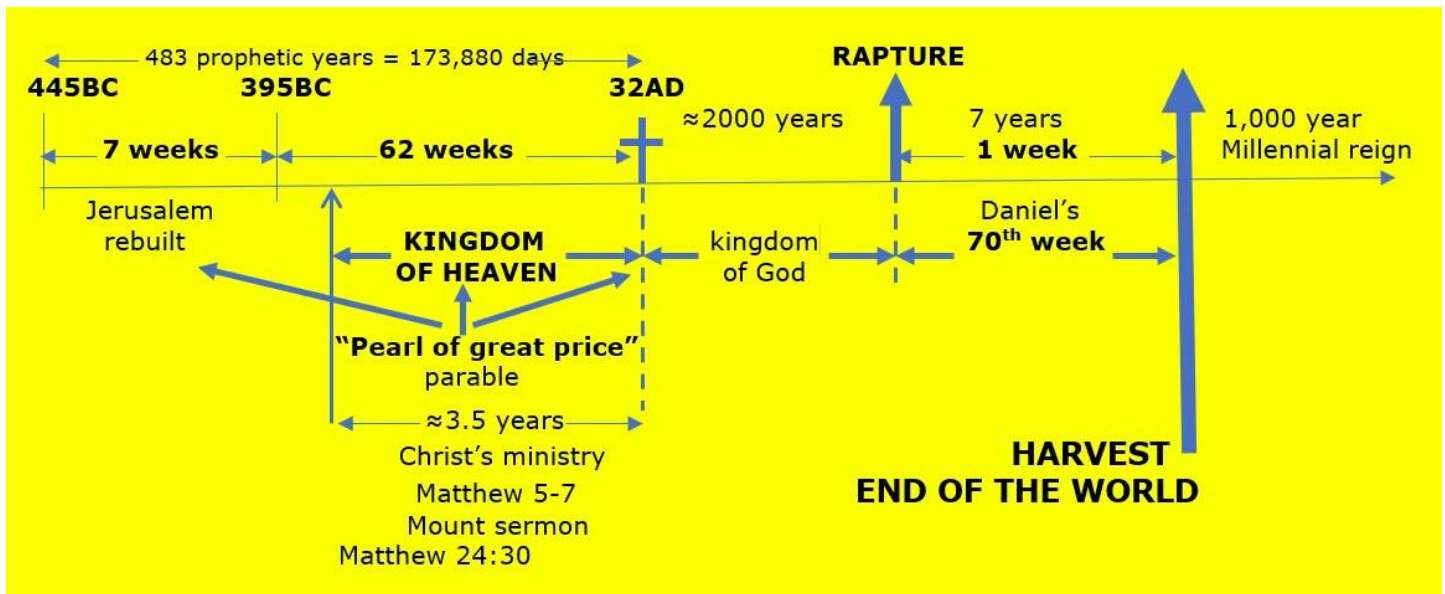 483 prophetic years = 173,880 days
445BC 395BC 32AD
RAPTURE
≈2000 years
7 years
1 week
1,000 year
Millennial reign
7 weeks
62 weeks
Jerusalem
rebuilt
KINGDOM
OF HEAVEN
kingdom
of God
Daniel's
70th week
“Pearl of great price”
parable
≈3.5 years
Christ's ministry
Matthew 5-7
Mount sermon
Matthew 24:30
HARVEST
END OF THE WORLD